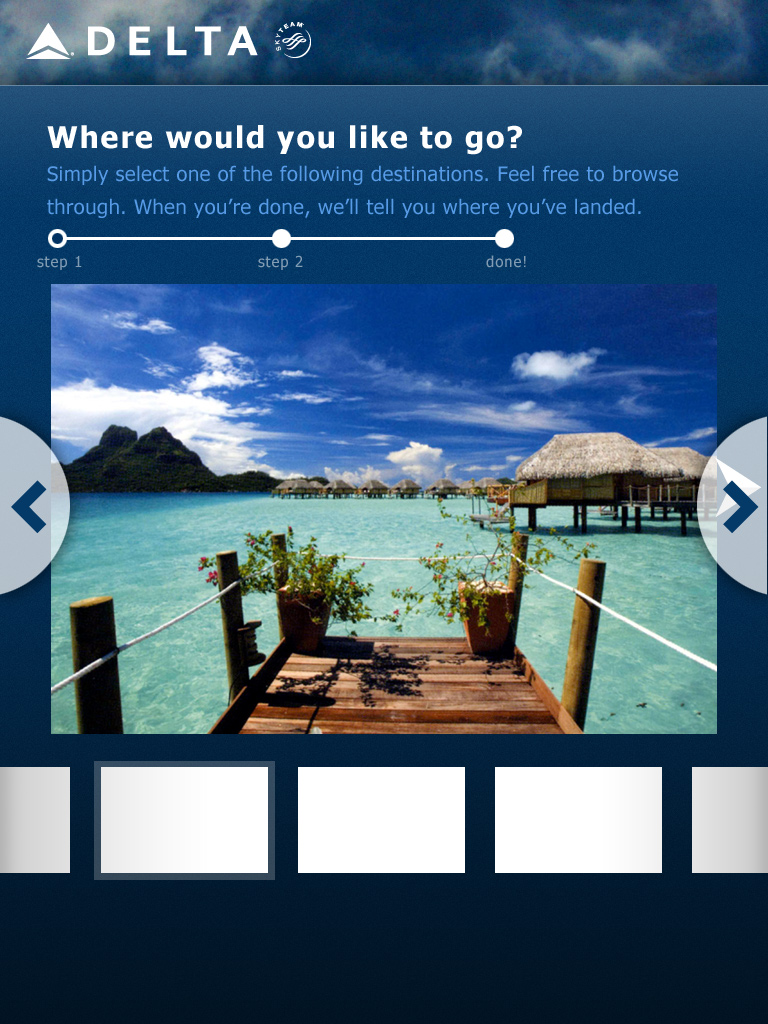 DELTA SKYTEAM
Where would you like to go?
Simply select one of the following destinations. Feel free to browse
through. When you’re done, we’ll tell you where you’ve landed.
step 1 step 2 done!